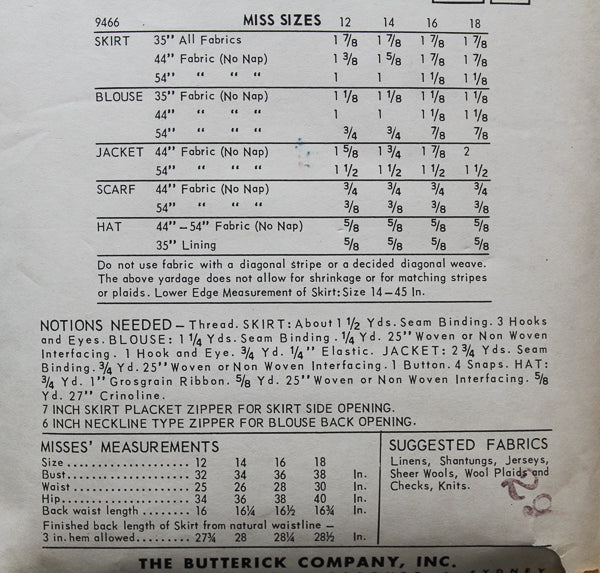 9466 MISS SIZES 12 14 16 18
SKIRT 35" All Fabrics 1 7/8 1 7/8 1 7/8 1 7/8
44" Fabric (No Nap) 1 3/8 1 5/8 1 7/8 1 7/8
54" " " " 1 1 1 1/8 1 1/8
BLOUSE 35" Fabric (No Nap) 1 1/8 1 1/8 1 1/8 1 1/8
44" " " " 1 1 1 1/8 1 1/8
54" " " " 3/4 3/4 7/8 7/8
JACKET 44" Fabric (No Nap) 1 5/8 1 3/4 1 7/8 2
54" " " " 1 1/2 1 1/2 1 1/2 1 1/2
SCARF 44" Fabric (No Nap) 3/4 3/4 3/4 3/4
54" " " " 3/8 3/8 3/8 3/8
HAT 44" – 54" Fabric (No Nap) 5/8 5/8 5/8 5/8
35" Lining 5/8 5/8 5/8 5/8
Do not use fabric with a diagonal stripe or a decided diagonal weave.
The above yardage does not allow for shrinkage or for matching stripes
or plaids. Lower Edge Measurement of Skirt: Size 14 – 45 In.
NOTIONS NEEDED – Thread. SKIRT: About 1 1/2 Yds. Seam Binding. 3 Hooks
and Eyes. BLOUSE: 1 1/4 Yds. Seam Binding. 1/4 Yd. 25" Woven or Non Woven
Interfacing. 1 Hook and Eye. 3/4 Yd. 1/4" Elastic. JACKET: 2 3/4 Yds. Seam
Binding. 3/4 Yd. 25" Woven or Non Woven Interfacing. 1 Button. 4 Snaps. HAT:
3/4 Yd. 1" Grosgrain Ribbon. 5/8 Yd. 25" Woven or Non Woven Interfacing. 5/8
Yd. 27" Crinoline.
7 INCH SKIRT PLACKET ZIPPER FOR SKIRT SIDE OPENING.
6 INCH NECKLINE TYPE ZIPPER FOR BLOUSE BACK OPENING.
MISSES' MEASUREMENTS
Size .................... 12 14 16 18
Bust..................... 32 34 36 38 In.
Waist ................... 25 26 28 30 In.
Hip...................... 34 36 38 40 In.
Back waist length ....... 16 16¼ 16½ 16¾ In.
Finished back length of Skirt from natural waistline –
3 in. hem allowed........ 27¾ 28 28¼ 28½ In.
SUGGESTED FABRICS
Linens, Shantungs, Jerseys,
Sheer Wools, Wool Plaids and
Checks, Knits.
THE BUTTERICK COMPANY, INC.
SYDNEY